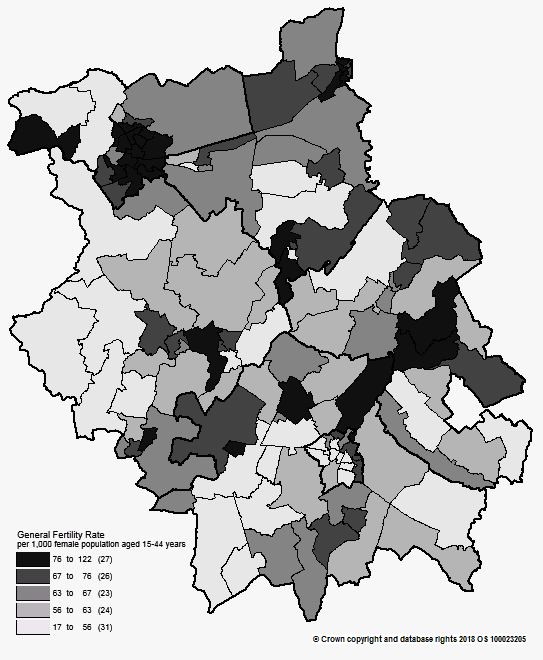 General Fertility Rate
per 1,000 female population aged 15-44 years
76 to 122 (27)
67 to 76 (26)
63 to 67 (23)
56 to 63 (24)
17 to 56 (31)
© Crown copyright and database rights 2018 OS 100023205